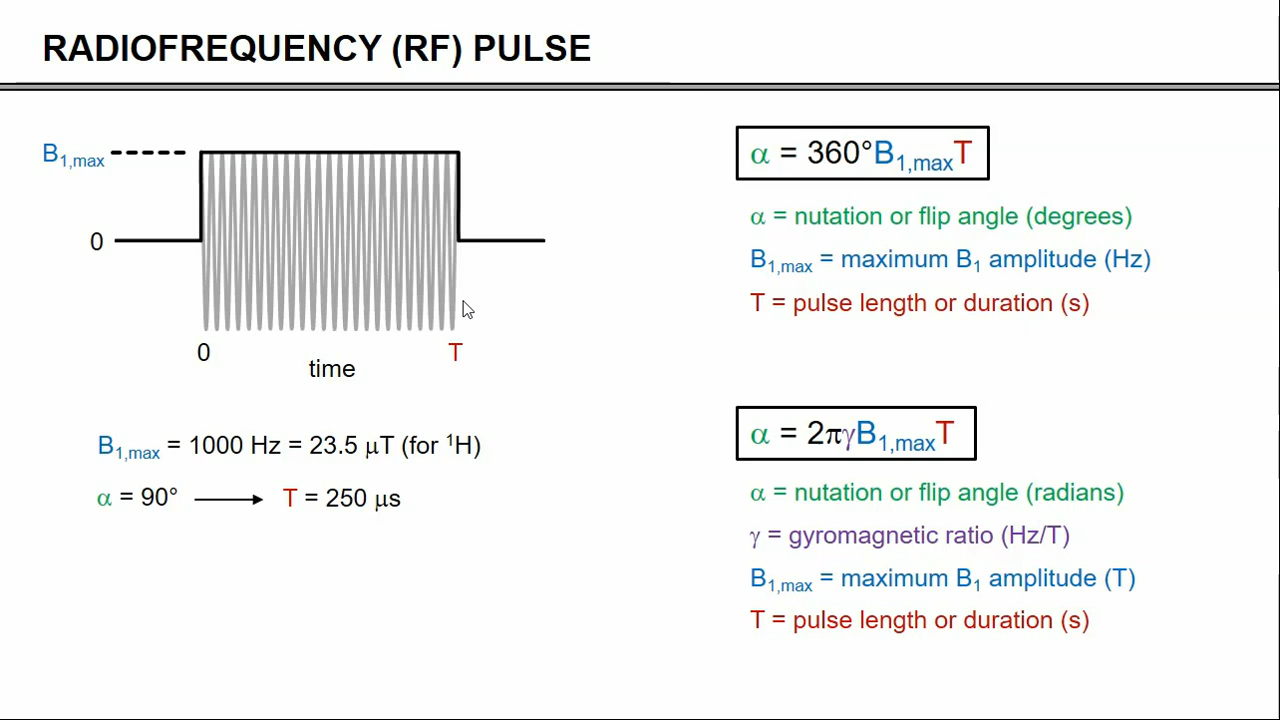 RADIOFREQUENCY (RF) PULSE
B1,max
0
0
T
time
B1,max = 1000 Hz = 23.5 μT (for ¹H)
α = 90° → T = 250 μs
α = 360°B1,maxT
α = nutation or flip angle (degrees)
B1,max = maximum B1 amplitude (Hz)
T = pulse length or duration (s)
α = 2πγB1,maxT
α = nutation or flip angle (radians)
γ = gyromagnetic ratio (Hz/T)
B1,max = maximum B1 amplitude (T)
T = pulse length or duration (s)